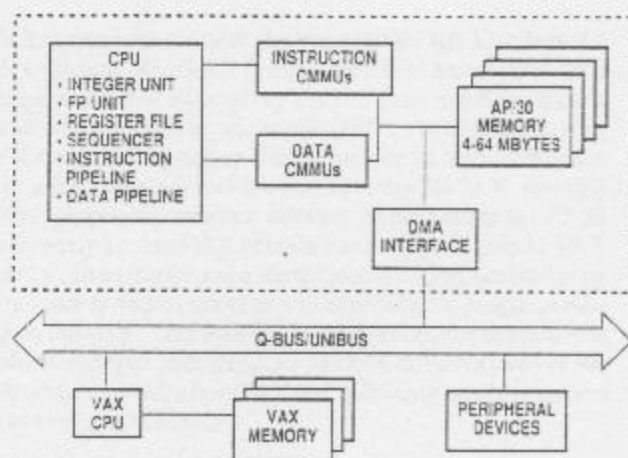 CPU
• INTEGER UNIT
• FP UNIT
• REGISTER FILE
• SEQUENCER
• INSTRUCTION
PIPELINE
• DATA PIPELINE
INSTRUCTION
CMMUs
DATA
CMMUs
AP/30
MEMORY
4-64 MBYTES
DMA
INTERFACE
Q-BUS/UNIBUS
VAX
CPU
VAX
MEMORY
PERIPHERAL
DEVICES